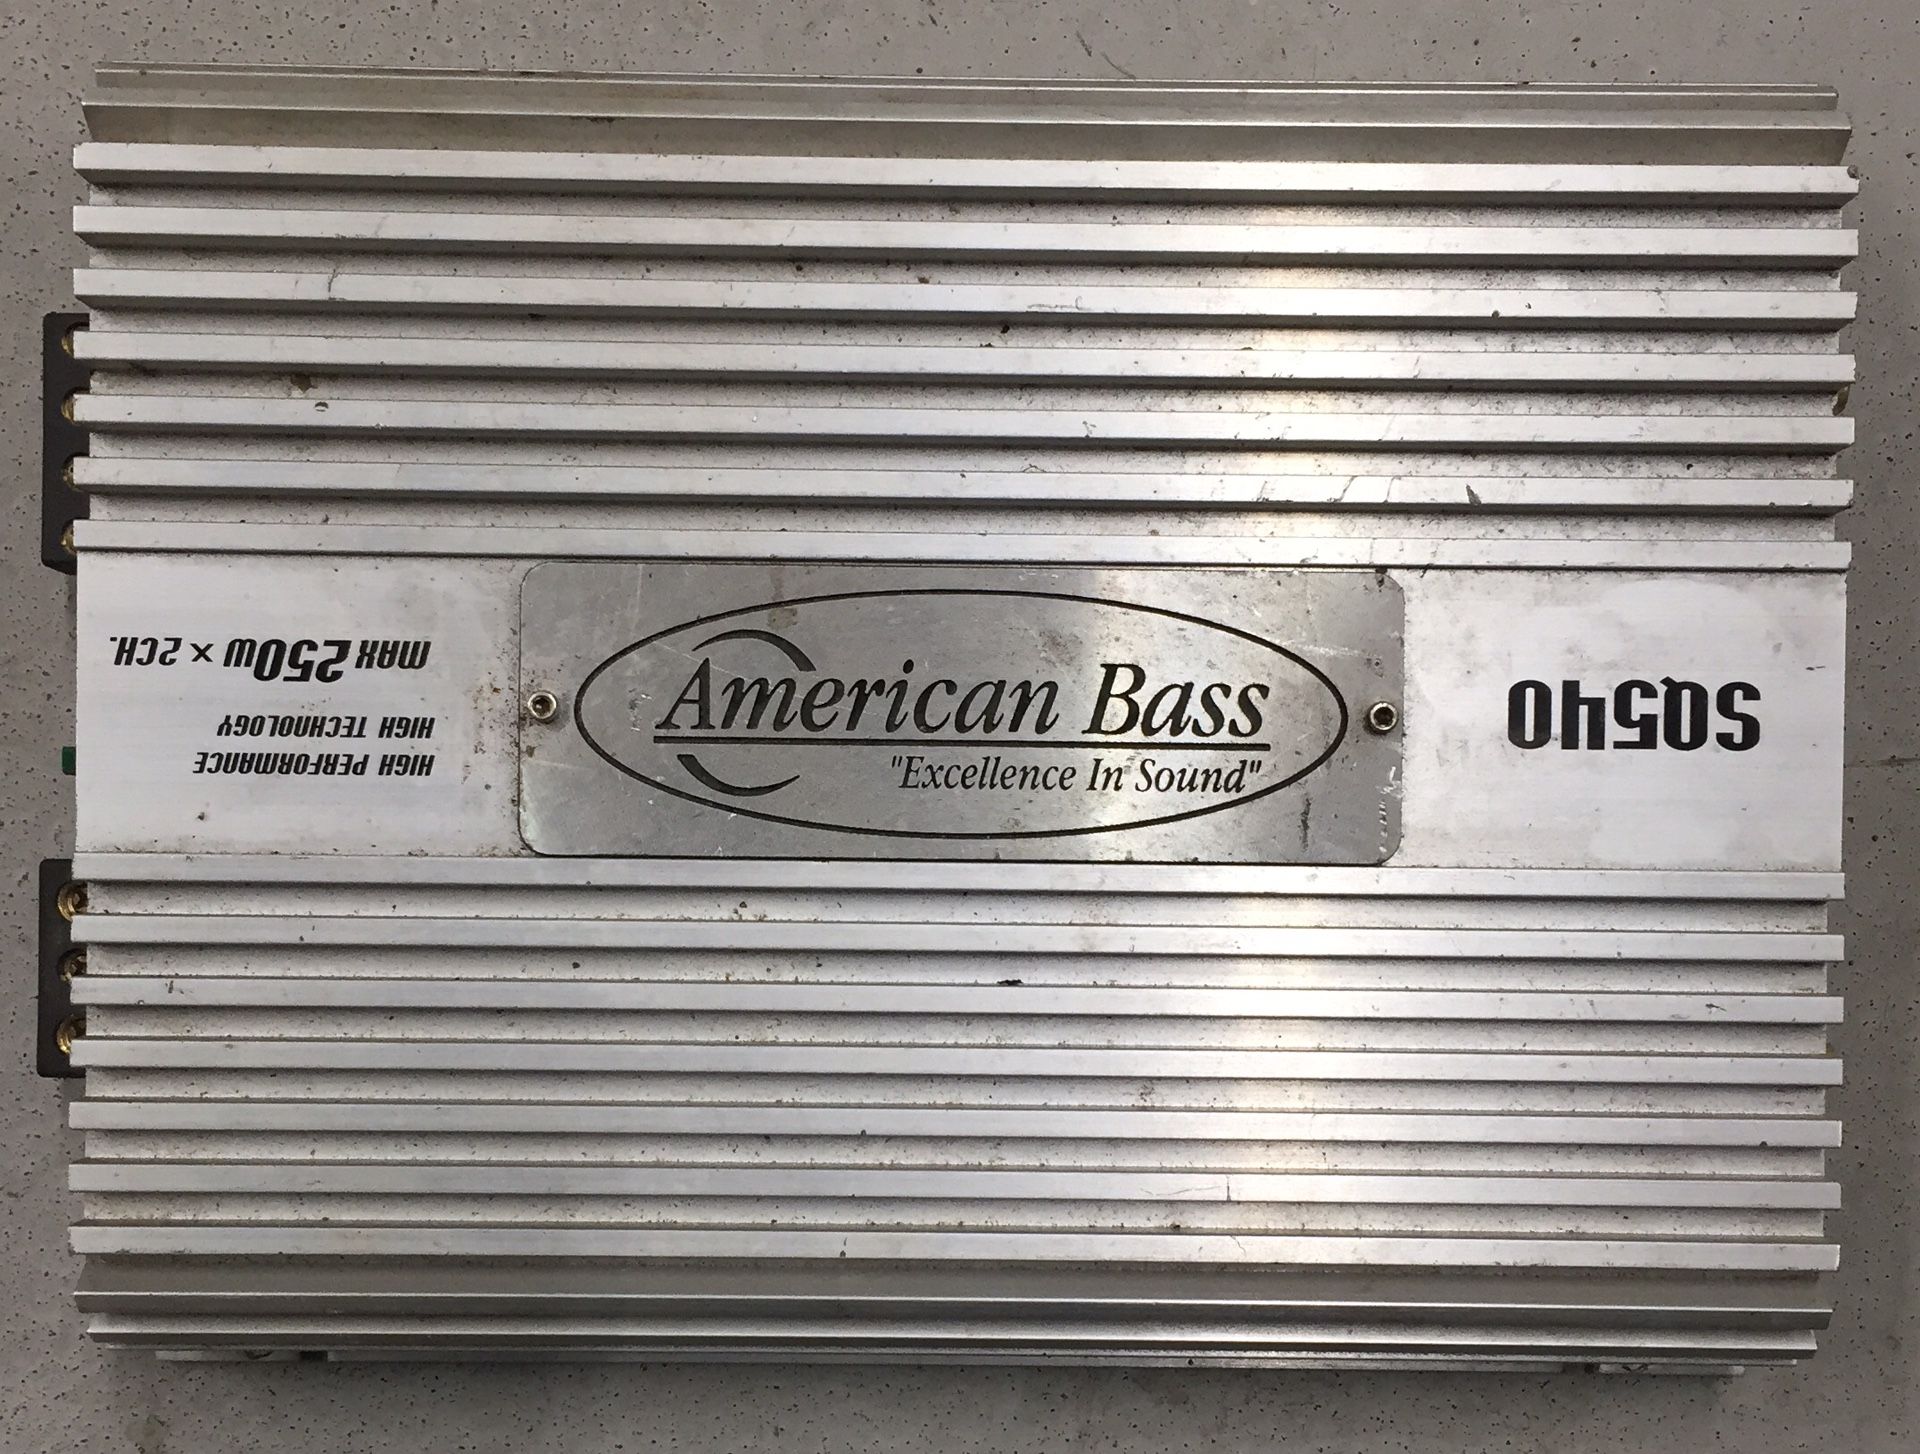 American Bass
"Excellence In Sound"
SQ540
HIGH PERFORMANCE
HIGH TECHNOLOGY
MAX 250W × 2CH.